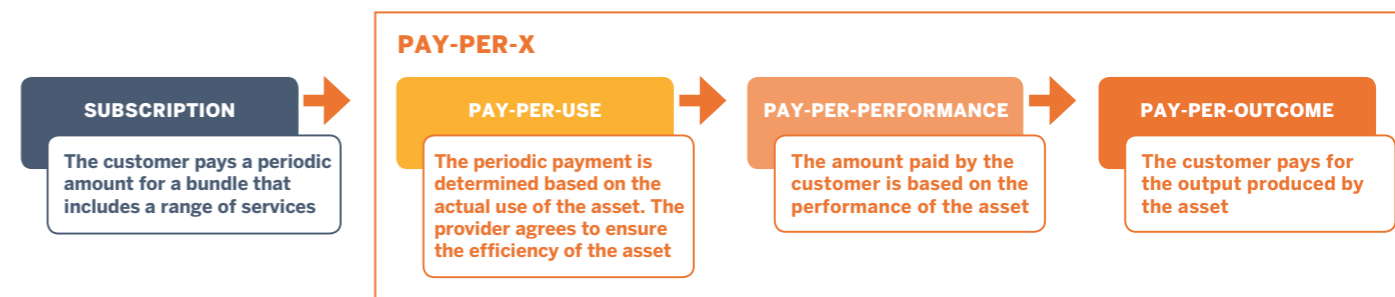 PAY-PER-X
SUBSCRIPTION
The customer pays a periodic
amount for a bundle that
includes a range of services
PAY-PER-USE
The periodic payment is
determined based on the
actual use of the asset. The
provider agrees to ensure
the efficiency of the asset
PAY-PER-PERFORMANCE
The amount paid by the
customer is based on the
performance of the asset
PAY-PER-OUTCOME
The customer pays for
the output produced by
the asset